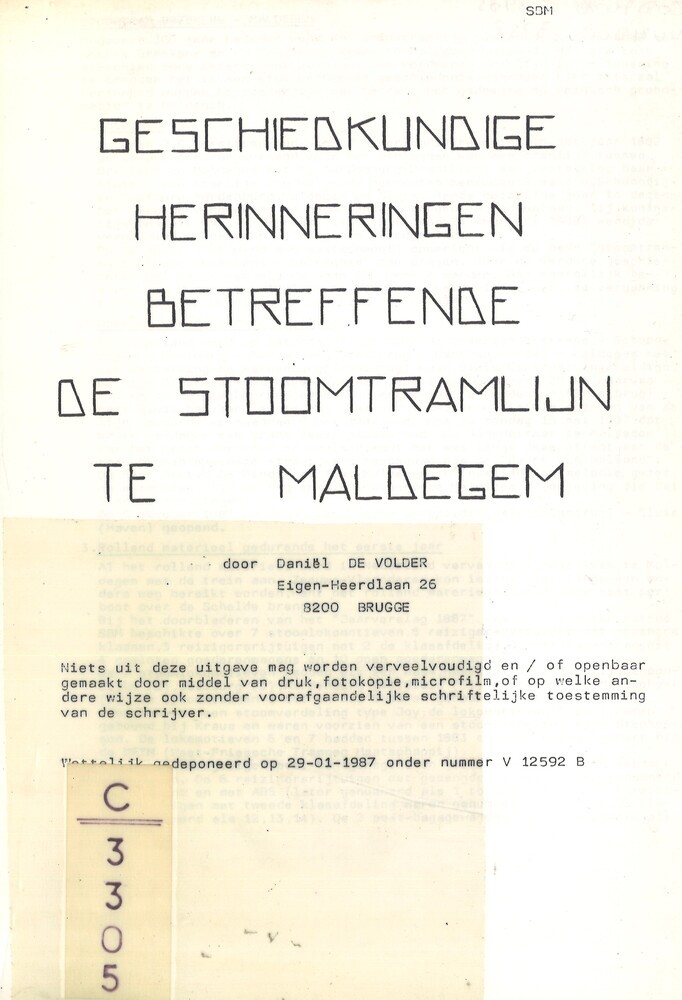 SBM
GESCHIEDKUNDIGE
HERINNERINGEN
BETREFFENDE
DE STOOMTRAMLIJN
TE MALDEGEM
door Daniël DE VOLDER
Eigen-Heerdlaan 26
8200 BRUGGE
Niets uit deze uitgave mag worden verveelvoudigd en / of openbaar
gemaakt door middel van druk,fotokopie,microfilm,of op welke an-
dere wijze ook zonder voorafgaandelijke schriftelijke toestemming
van de schrijver.
Wettelijk gedeponeerd op 29-01-1987 onder nummer V 12592 B
C
3
3
0
5